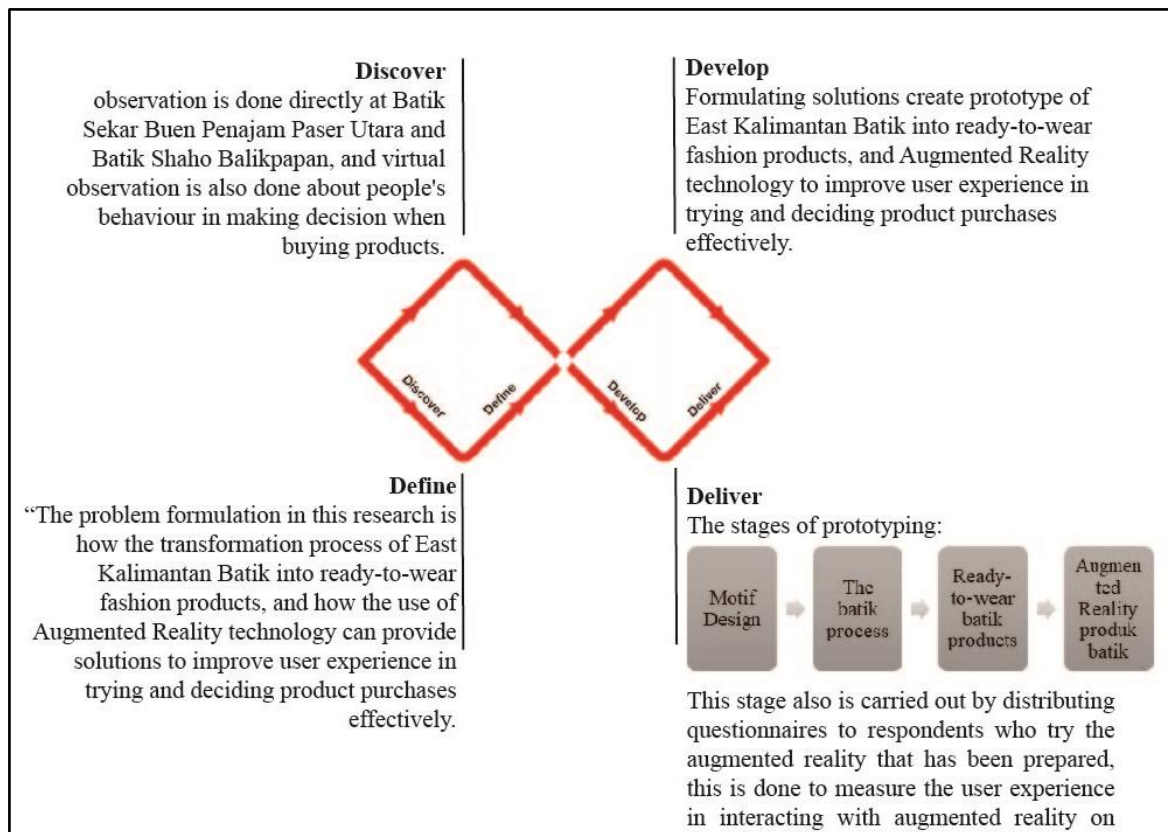 Discover
observation is done directly at Batik
Sekar Buen Penajam Paser Utara and
Batik Shaho Balikpapan, and virtual
observation is also done about people's
behaviour in making decision when
buying products.
Develop
Formulating solutions create prototype of
East Kalimantan Batik into ready-to-wear
fashion products, and Augmented Reality
technology to improve user experience in
trying and deciding product purchases
effectively.
Discover
Define
Develop
Deliver
Define
“The problem formulation in this research is
how the transformation process of East
Kalimantan Batik into ready-to-wear
fashion products, and how the use of
Augmented Reality technology can provide
solutions to improve user experience in
trying and deciding product purchases
effectively.
Deliver
The stages of prototyping:
Motif
Design
The
batik
process
Ready-
to-wear
batik
products
Augmen
ted
Reality
produk
batik
This stage also is carried out by distributing
questionnaires to respondents who try the
augmented reality that has been prepared,
this is done to measure the user experience
in interacting with augmented reality on